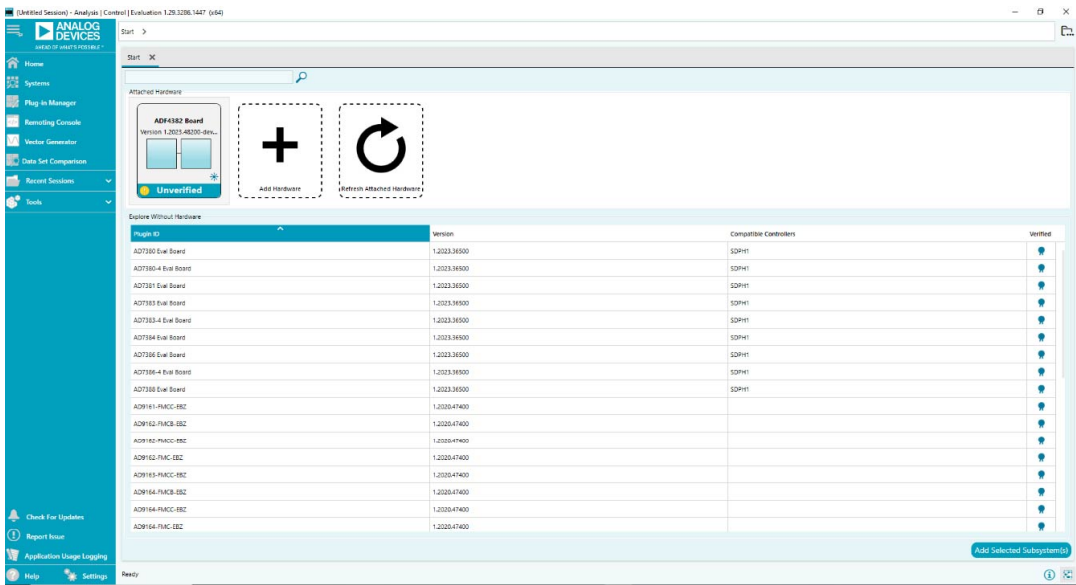 (Untitled Session) - Analysis | Control | Evaluation 1.29.3286.1447 (x64)
ANALOG
DEVICES
AHEAD OF WHAT'S POSSIBLE™
Start >
Home
Systems
Plug-in Manager
Remoting Console
Vector Generator
Data Set Comparison
Recent Sessions
Tools
Start X
Attached Hardware
ADF4382 Board
Version 1.2023.48200-dev...
Unverified
Add Hardware
Refresh Attached Hardware
Explore Without Hardware
Plugin ID Version Compatible Controllers Verified
AD7380 Eval Board 1.2023.36500 SDPH1
AD7380-4 Eval Board 1.2023.36500 SDPH1
AD7381 Eval Board 1.2023.36500 SDPH1
AD7383 Eval Board 1.2023.36500 SDPH1
AD7383-4 Eval Board 1.2023.36500 SDPH1
AD7384 Eval Board 1.2023.36500 SDPH1
AD7386 Eval Board 1.2023.36500 SDPH1
AD7386-4 Eval Board 1.2023.36500 SDPH1
AD7388 Eval Board 1.2023.36500 SDPH1
AD9161-FMCC-EBZ 1.2020.47400
AD9162-FMCB-EBZ 1.2020.47400
AD9162-FMCC-EBZ 1.2020.47400
AD9162-FMC-EBZ 1.2020.47400
AD9163-FMCC-EBZ 1.2020.47400
AD9164-FMCB-EBZ 1.2020.47400
AD9164-FMCC-EBZ 1.2020.47400
AD9164-FMC-EBZ 1.2020.47400
Check For Updates
Report Issue
Application Usage Logging
Add Selected Subsystem(s)
Help Settings
Ready